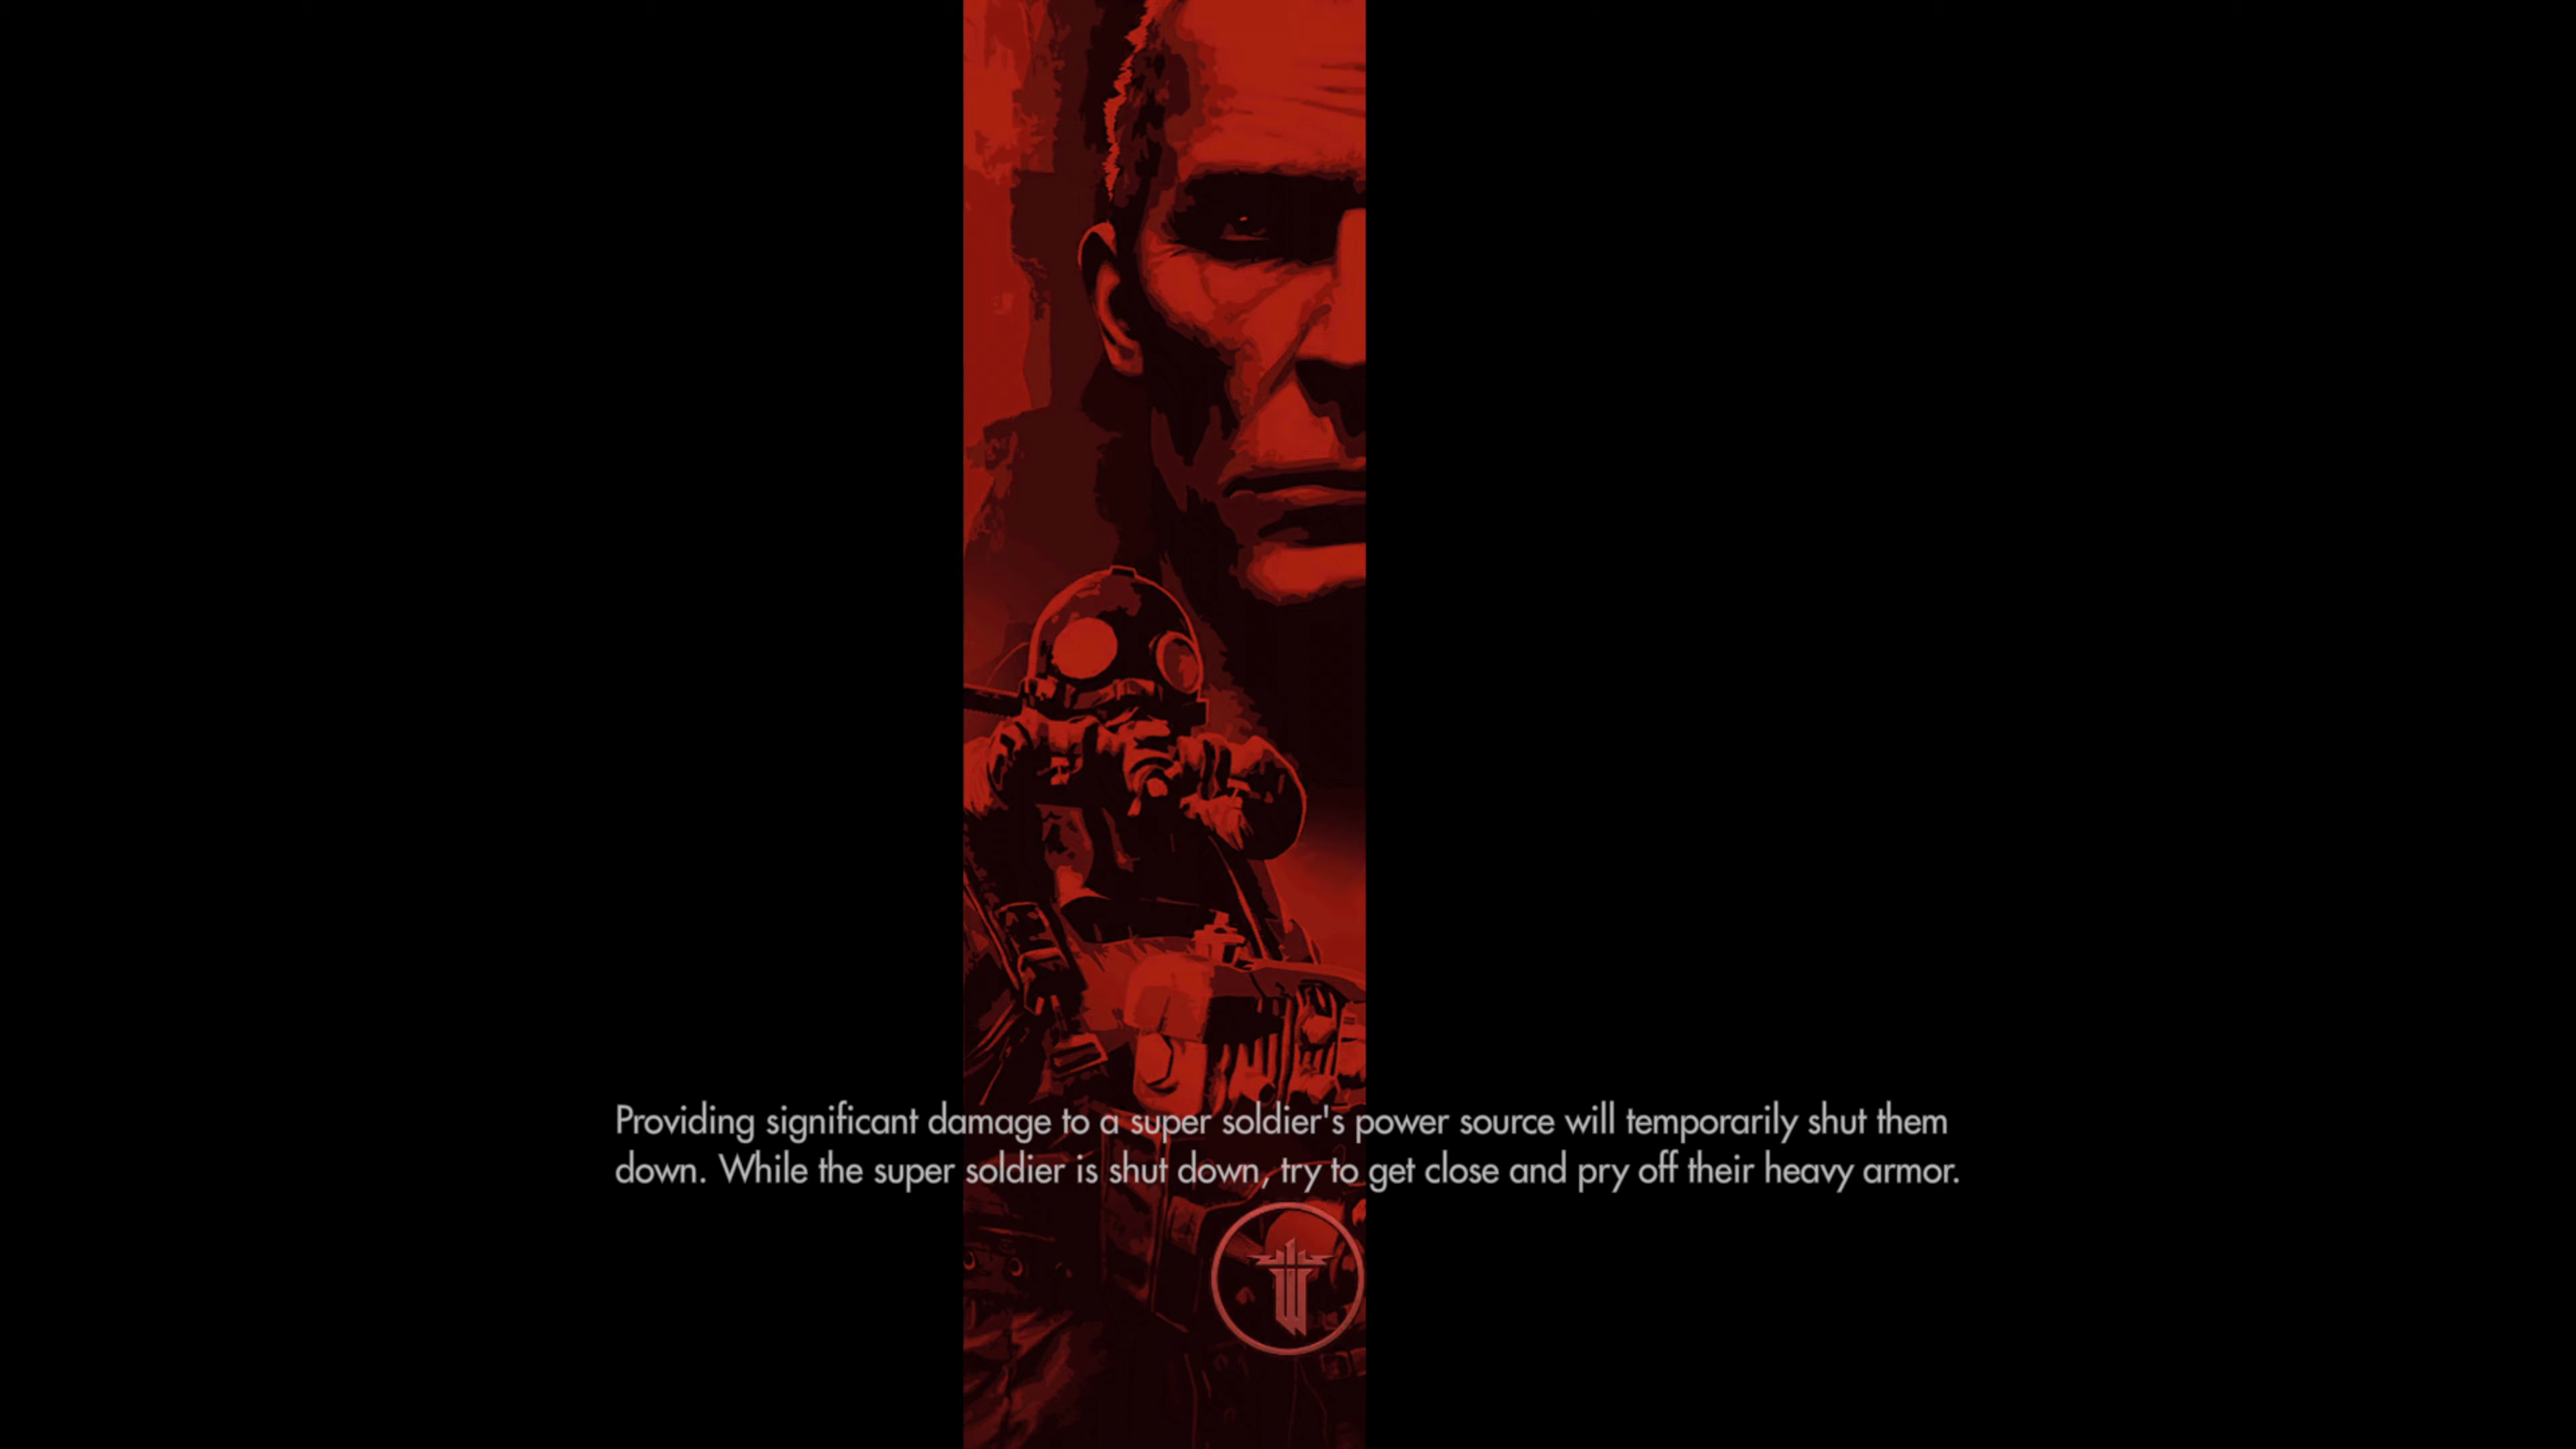 Providing significant damage to a super soldier's power source will temporarily shut them
down. While the super soldier is shut down, try to get close and pry off their heavy armor.